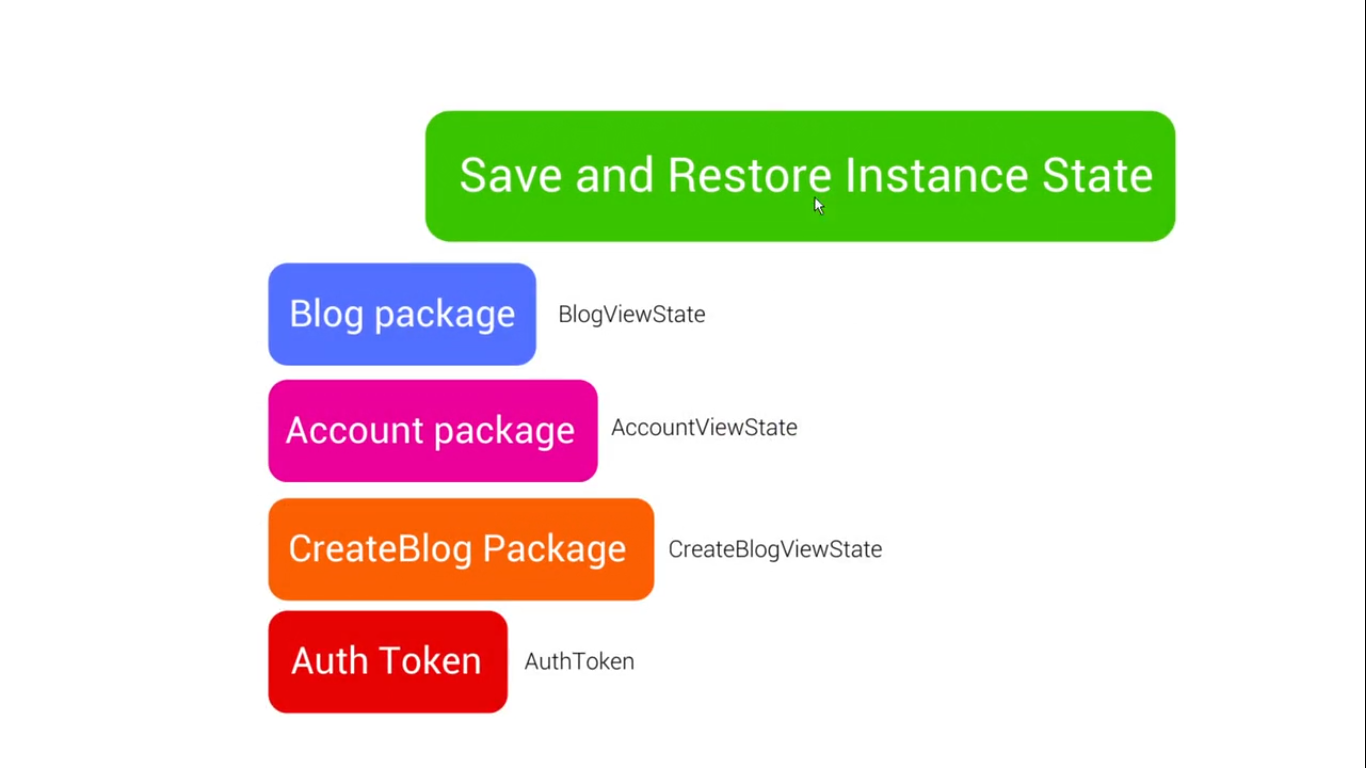 Save and Restore Instance State
Blog package
BlogViewState
Account package
AccountViewState
CreateBlog Package
CreateBlogViewState
Auth Token
AuthToken